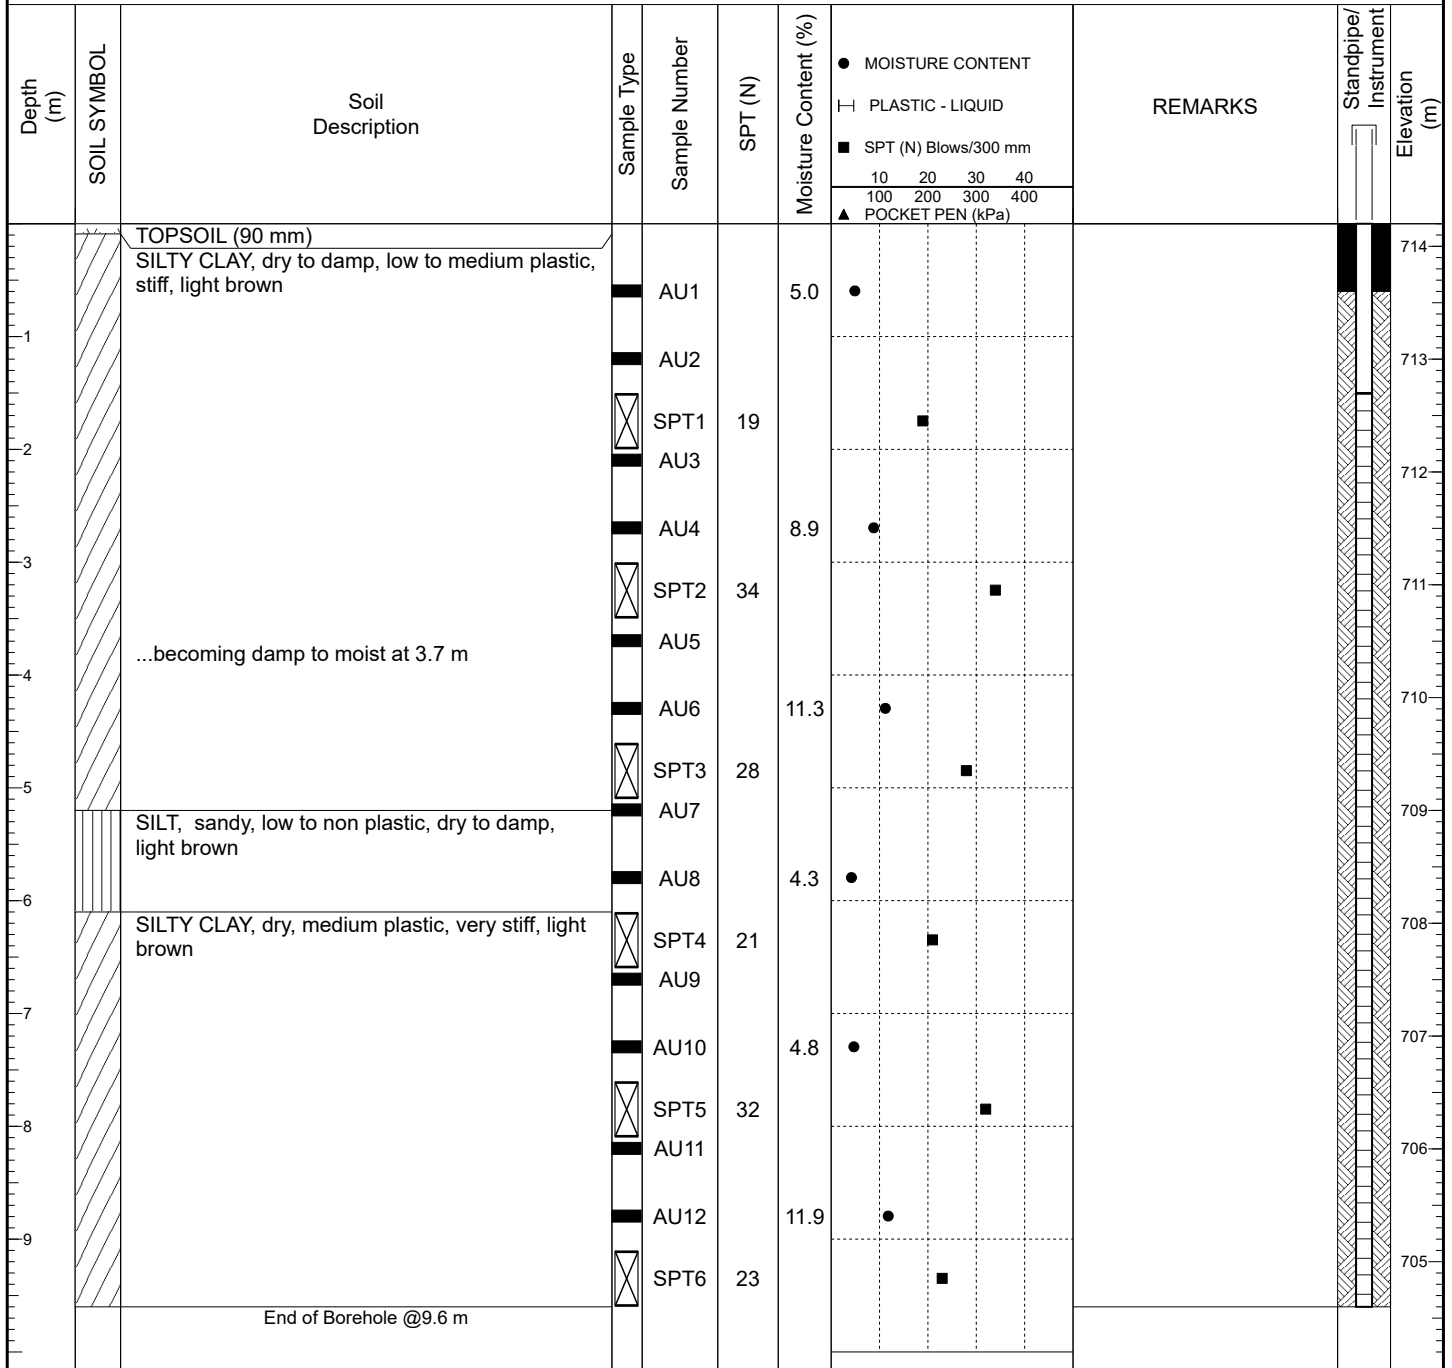 Depth
(m)
SOIL SYMBOL
Soil
Description
Sample Type
Sample Number
SPT (N)
Moisture Content (%)
MOISTURE CONTENT
PLASTIC - LIQUID
SPT (N) Blows/300 mm
10 20 30 40
100 200 300 400
POCKET PEN (kPa)
REMARKS
Standpipe/
Instrument
Elevation
(m)
TOPSOIL (90 mm)
714
SILTY CLAY, dry to damp, low to medium plastic,
stiff, light brown
AU1 5.0
1
AU2 713
SPT1 19
2
AU3 712
AU4 8.9
3
SPT2 34 711
AU5
...becoming damp to moist at 3.7 m
4
AU6 11.3 710
SPT3 28
5
AU7 709
SILT, sandy, low to non plastic, dry to damp,
light brown
AU8 4.3
6
SILTY CLAY, dry, medium plastic, very stiff, light 708
brown
SPT4 21
AU9
7
AU10 4.8 707
SPT5 32
8
AU11 706
AU12 11.9
9
SPT6 23 705
End of Borehole @9.6 m